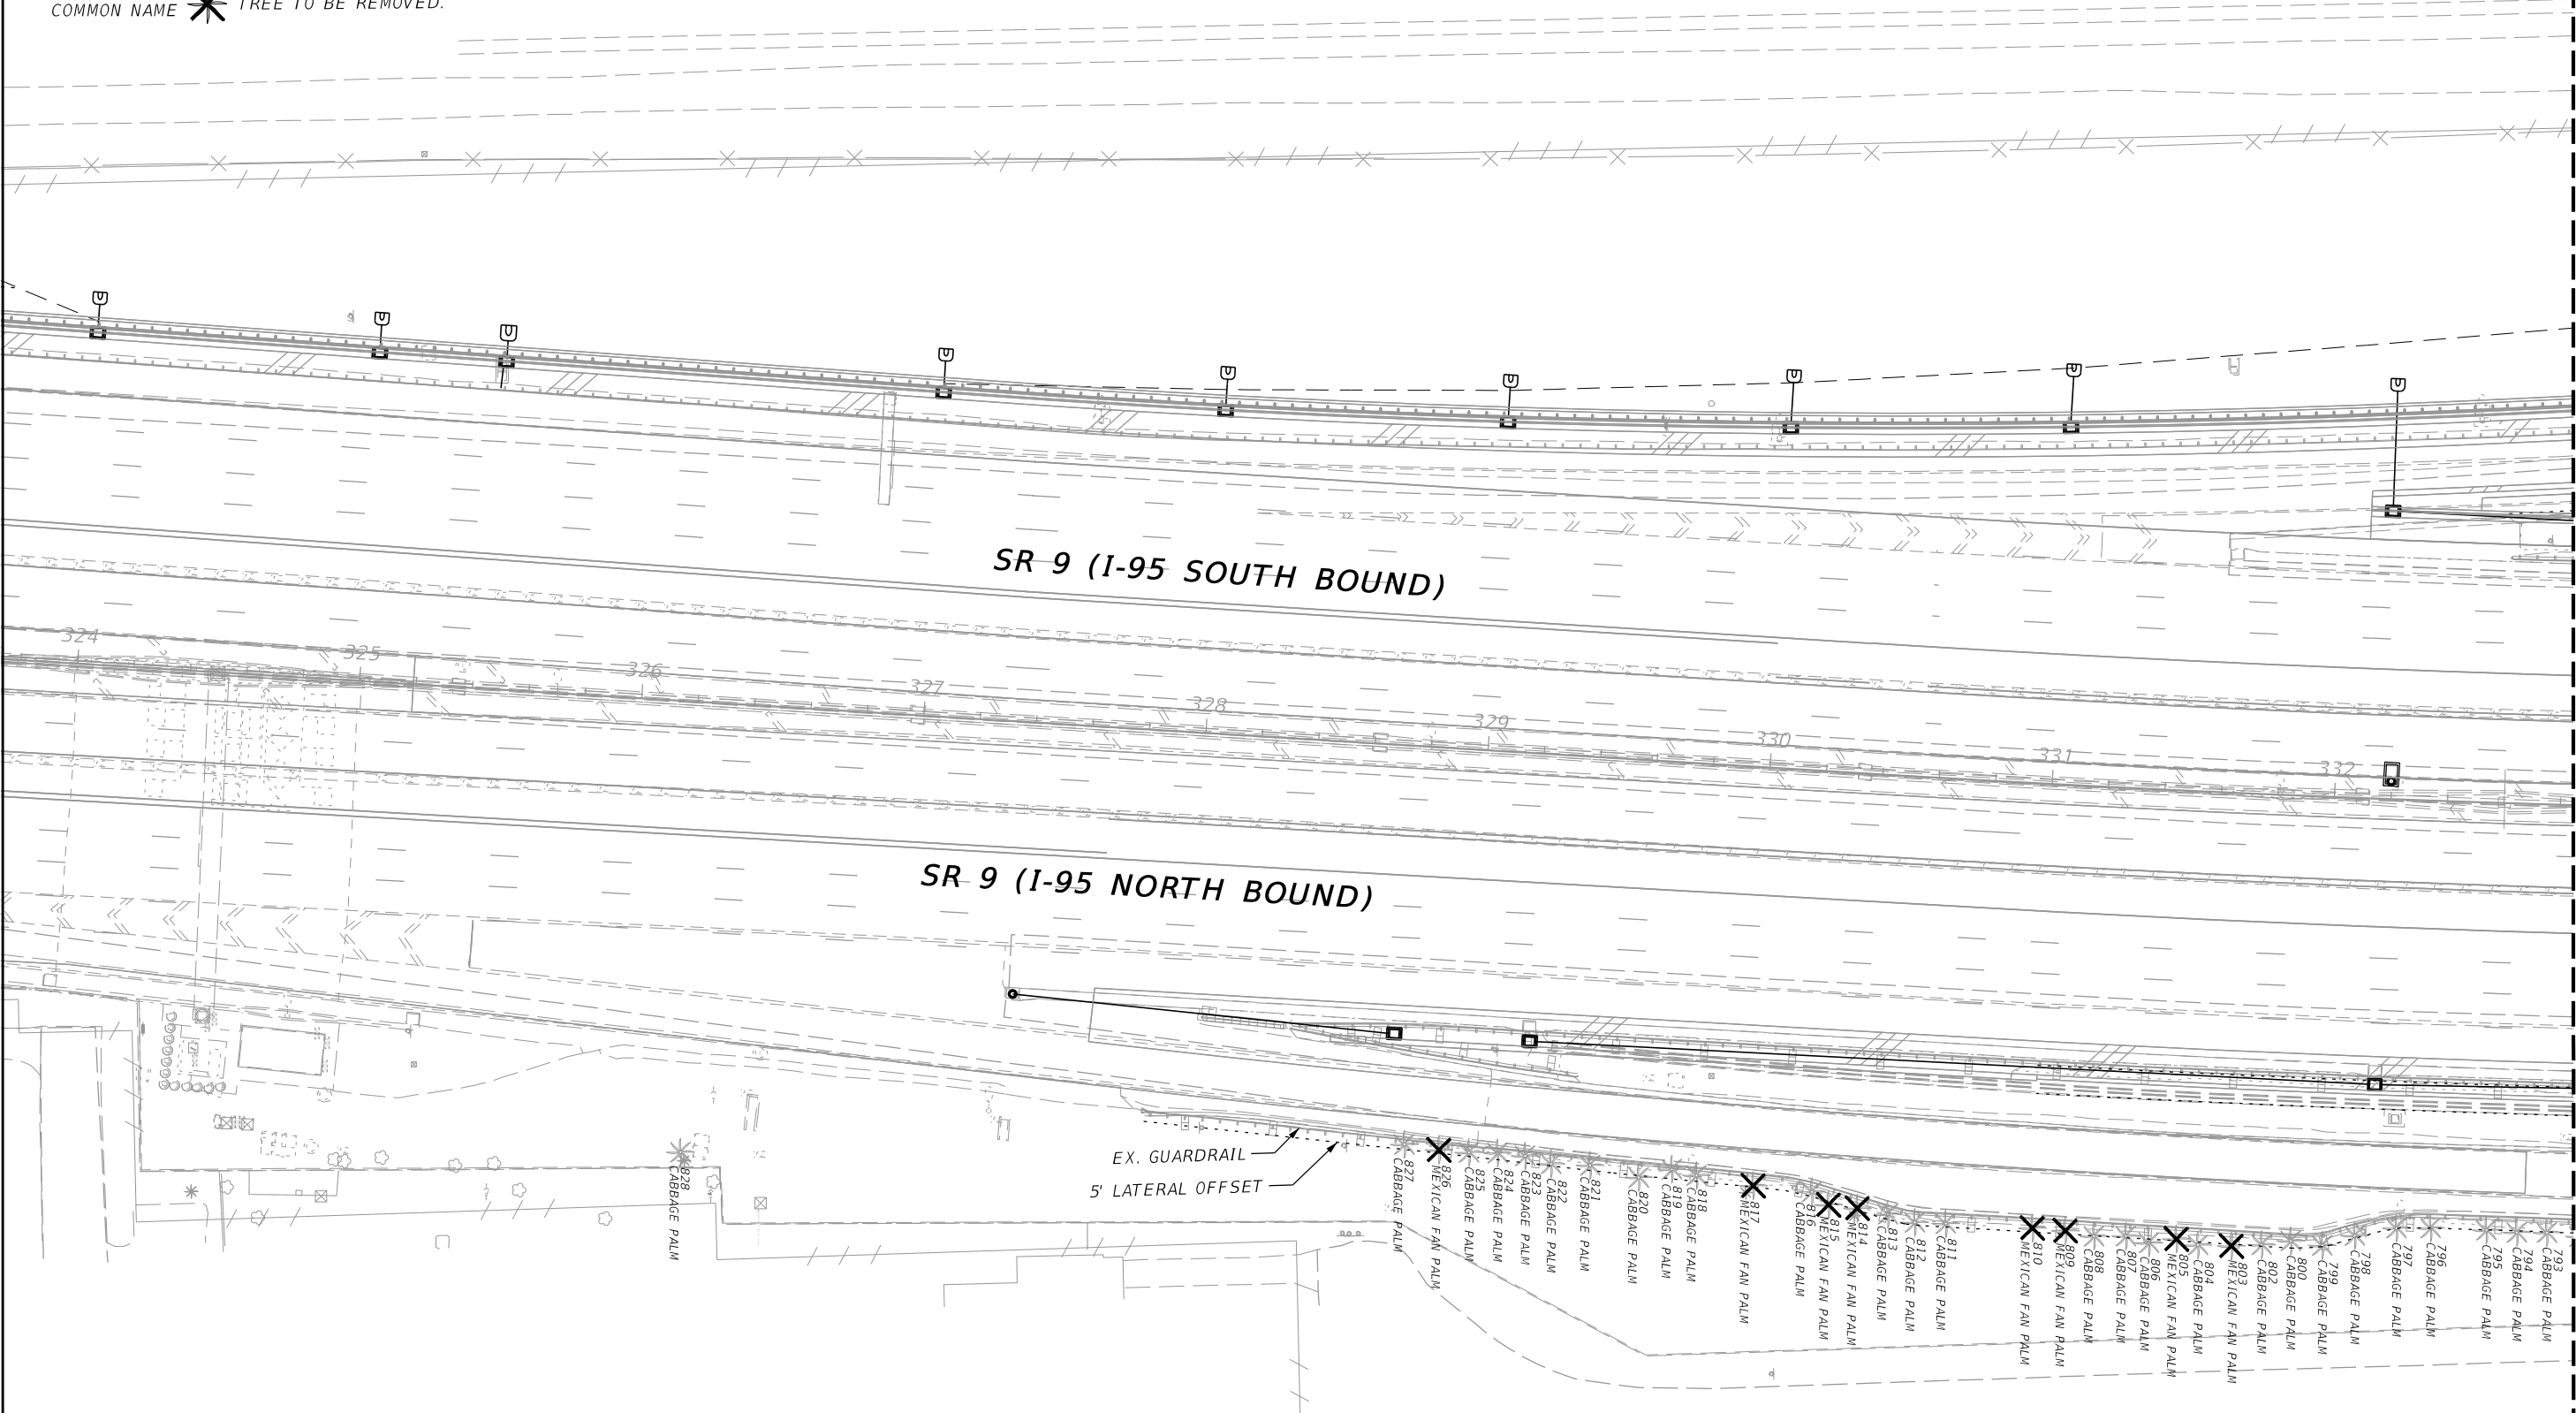 COMMON NAME TREE TO BE REMOVED.
SR 9 (I-95 SOUTH BOUND)
324
325
326
327
328
329
330
331
332
SR 9 (I-95 NORTH BOUND)
EX. GUARDRAIL
5' LATERAL OFFSET
828
CABBAGE PALM
827
CABBAGE PALM
826
MEXICAN FAN PALM
825
CABBAGE PALM
824
CABBAGE PALM
823
CABBAGE PALM
822
CABBAGE PALM
821
CABBAGE PALM
820
CABBAGE PALM
819
CABBAGE PALM
818
CABBAGE PALM
817
MEXICAN FAN PALM
816
CABBAGE PALM
815
MEXICAN FAN PALM
814
MEXICAN FAN PALM
813
CABBAGE PALM
812
CABBAGE PALM
811
CABBAGE PALM
810
MEXICAN FAN PALM
809
MEXICAN FAN PALM
808
CABBAGE PALM
807
CABBAGE PALM
806
CABBAGE PALM
805
MEXICAN FAN PALM
804
CABBAGE PALM
803
MEXICAN FAN PALM
802
CABBAGE PALM
800
CABBAGE PALM
799
CABBAGE PALM
798
CABBAGE PALM
797
CABBAGE PALM
796
CABBAGE PALM
795
CABBAGE PALM
794
CABBAGE PALM
793
CABBAGE PALM